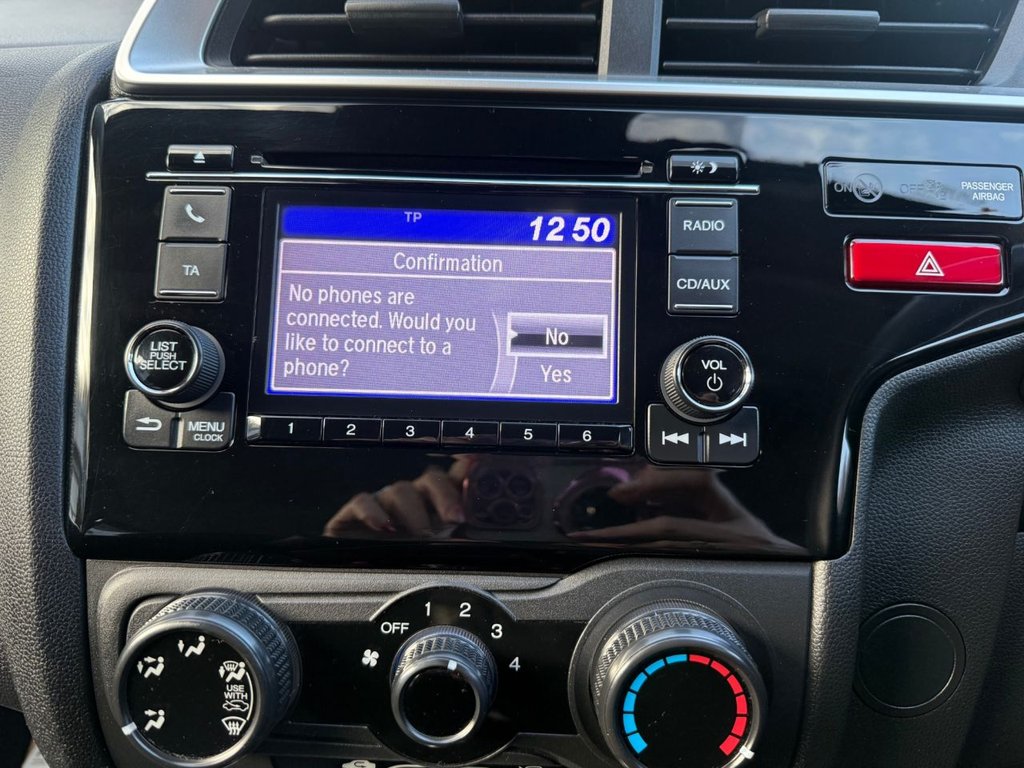 TP
12 50
Confirmation
No phones are
connected. Would you
like to connect to a
phone?
No
Yes
TA
LIST
PUSH
SELECT
MENU
CLOCK
1 2 3 4 5 6
RADIO
CD/AUX
VOL
ON OFF
PASSENGER
AIRBAG
OFF 1 2 3 4
USE
WITH